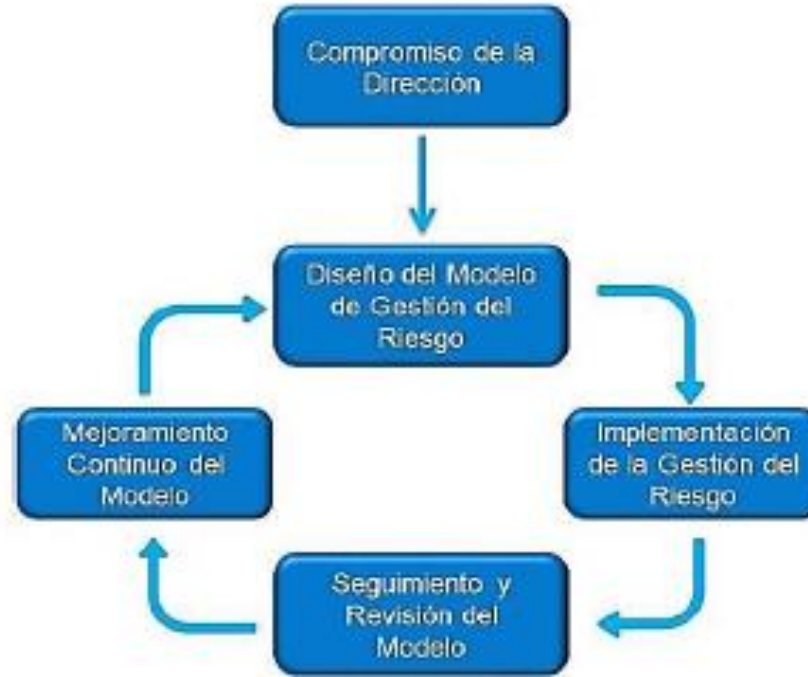 Compromiso de la
Dirección
Diseño del Modelo
de Gestión del
Riesgo
Mejoramiento
Continuo del
Modelo
Implementación
de la Gestión del
Riesgo
Seguimiento y
Revisión del
Modelo